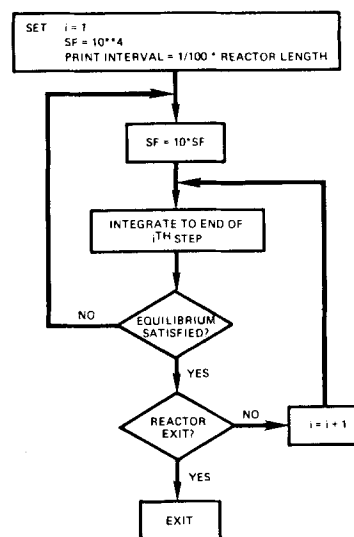 SET i = 1
SF = 10**4
PRINT INTERVAL = 1/100 * REACTOR LENGTH
SF = 10*SF
INTEGRATE TO END OF
iTH STEP
NO
EQUILIBRIUM
SATISFIED?
YES
REACTOR
EXIT?
NO
i = i + 1
YES
EXIT